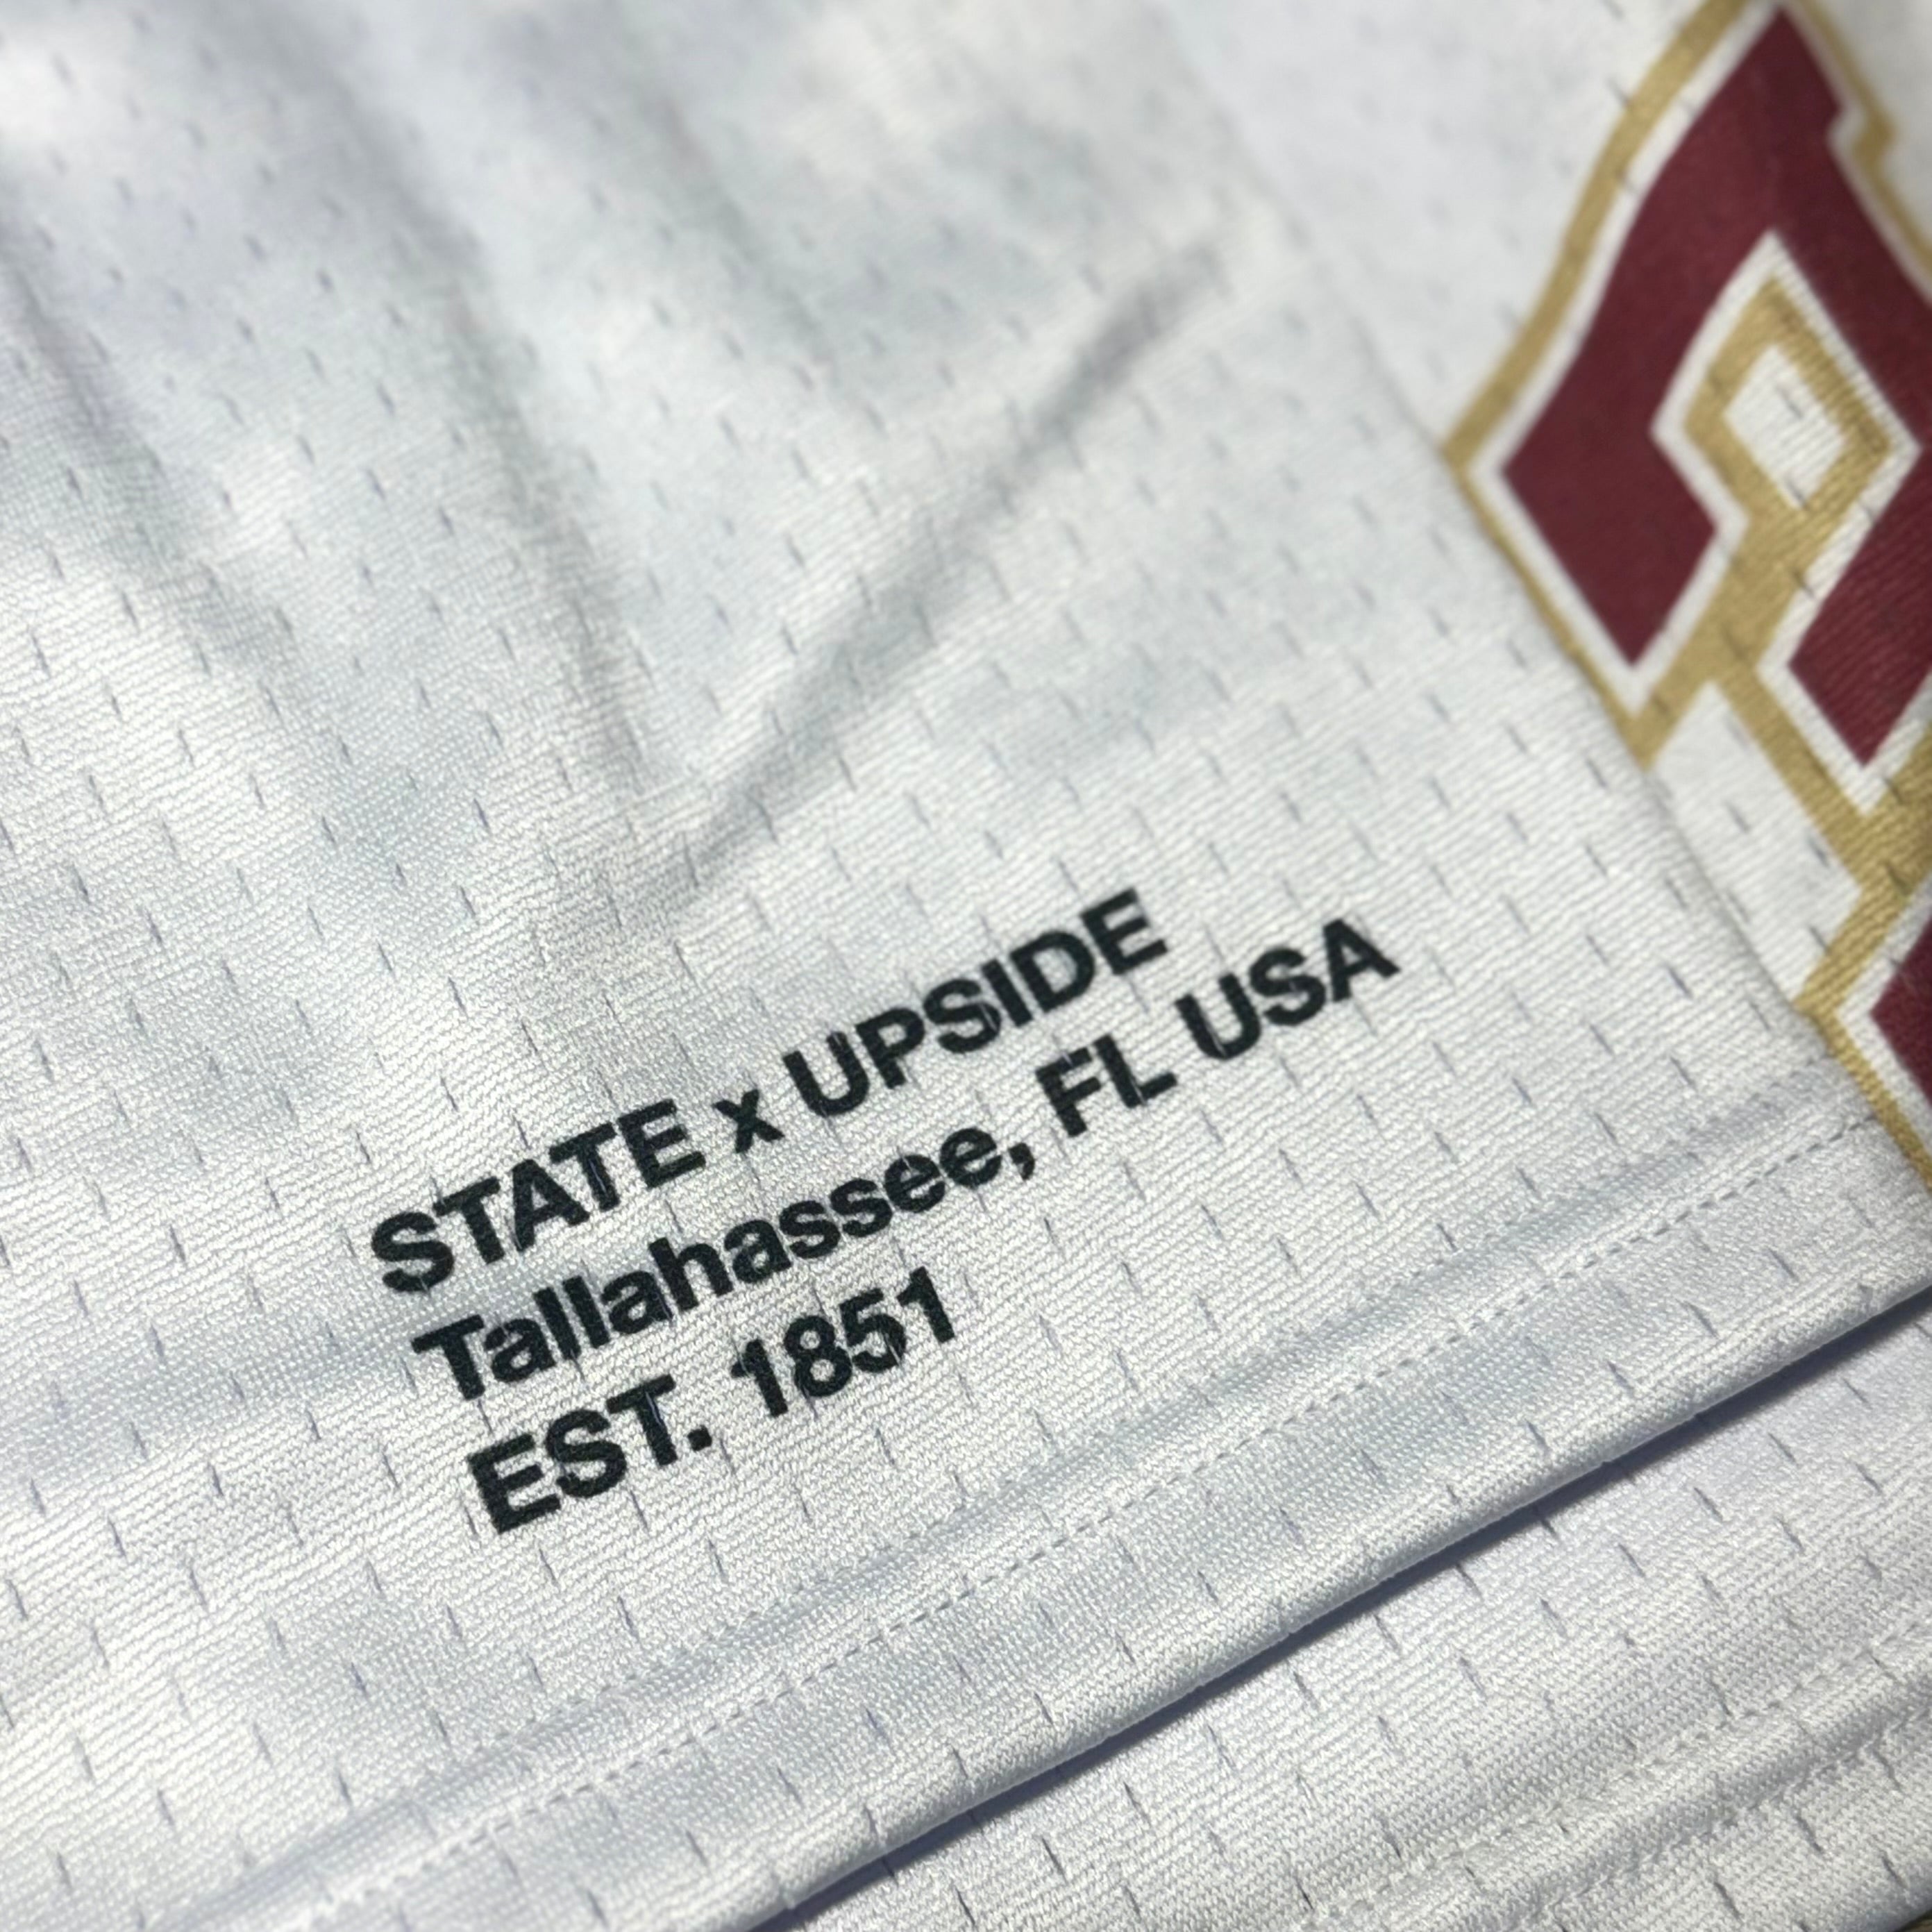 STATE x UPSIDE
Tallahassee, FL USA
EST. 1851